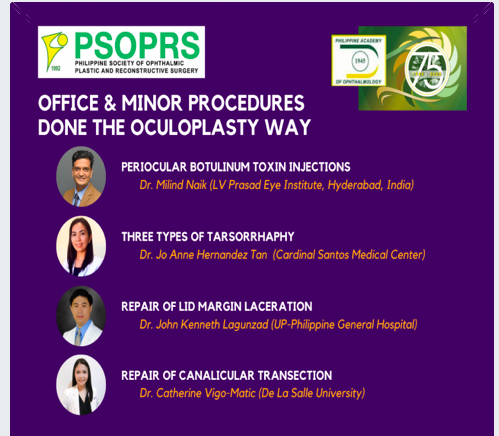 PSOPRS
1992
PHILIPPINE SOCIETY OF OPHTHALMIC
PLASTIC AND RECONSTRUCTIVE SURGERY
PHILIPPINE ACADEMY
1945
OF OPHTHALMOLOGY
75
OFFICE & MINOR PROCEDURES
DONE THE OCULOPLASTY WAY
PERIOCULAR BOTULINUM TOXIN INJECTIONS
Dr. Milind Naik (LV Prasad Eye Institute, Hyderabad, India)
THREE TYPES OF TARSORRHAPHY
Dr. Jo Anne Hernandez Tan (Cardinal Santos Medical Center)
REPAIR OF LID MARGIN LACERATION
Dr. John Kenneth Lagunzad (UP-Philippine General Hospital)
REPAIR OF CANALICULAR TRANSECTION
Dr. Catherine Vigo-Matic (De La Salle University)